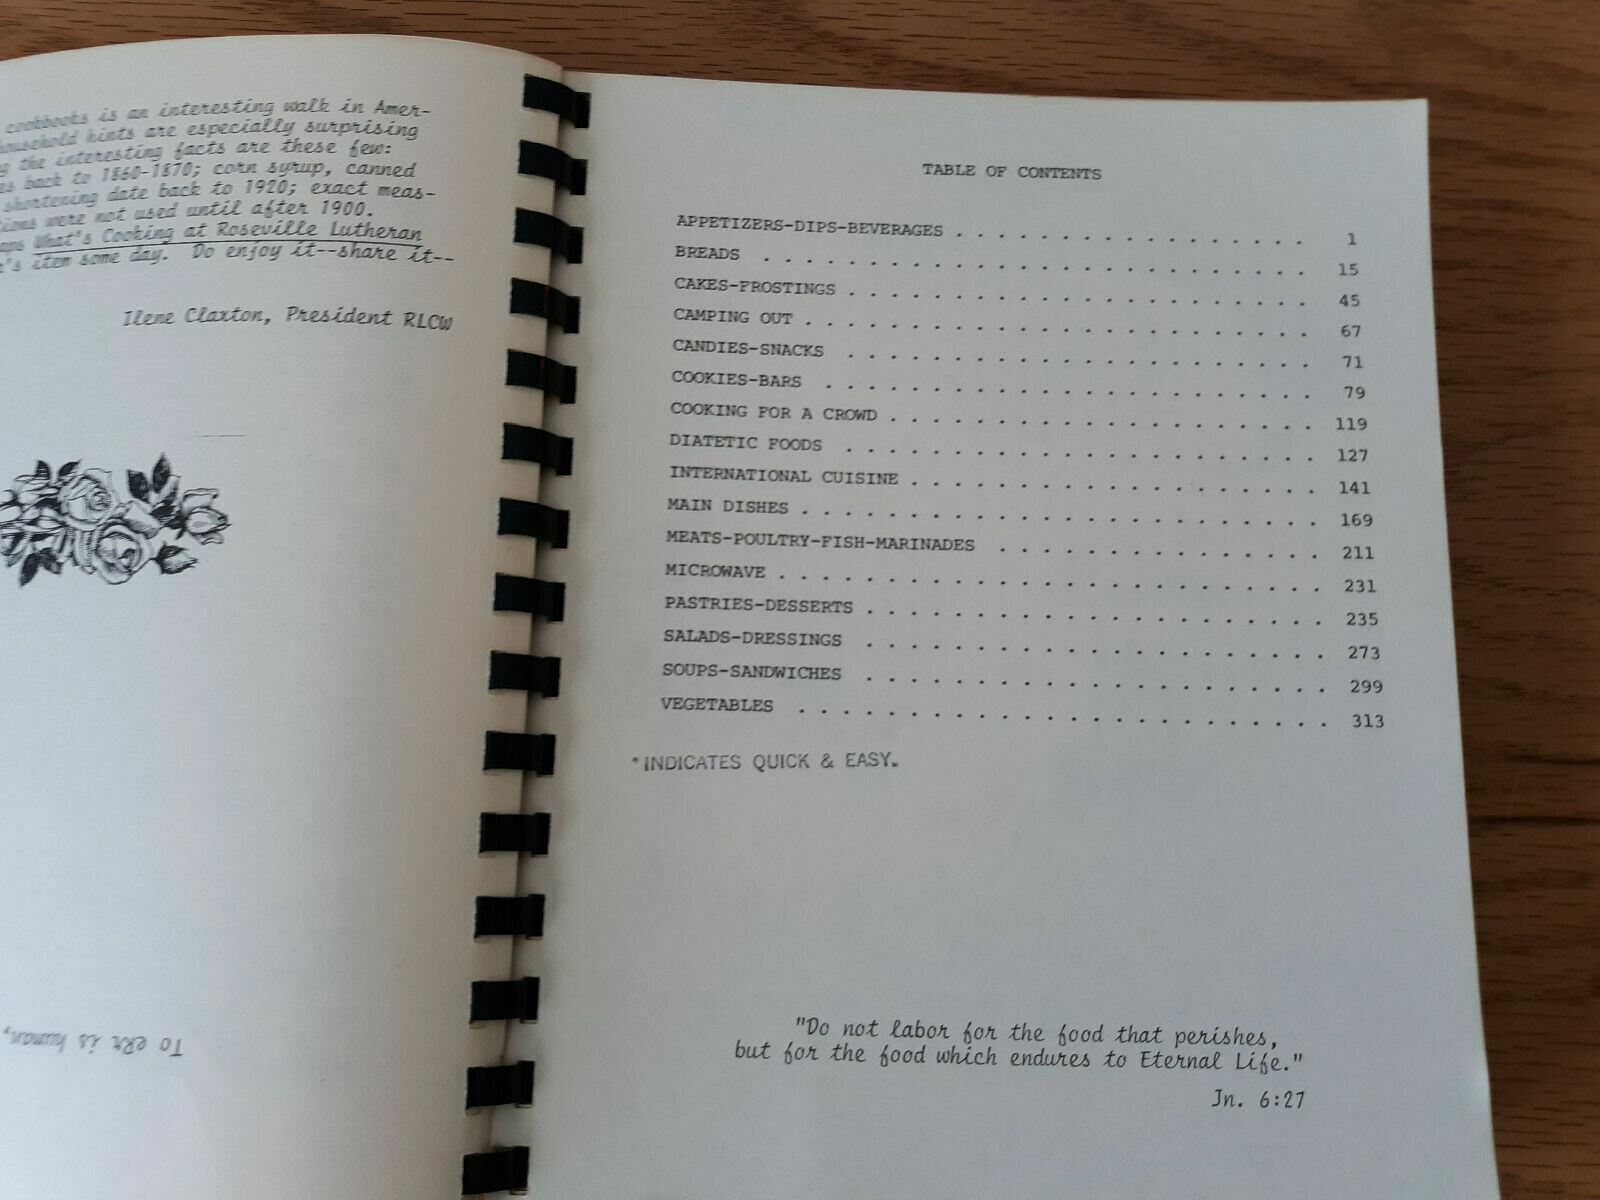 cookbooks is an interesting walk in Amer-
household hints are especially surprising
the interesting facts are these few:
back to 1860-1870; corn syrup, canned
shortening date back to 1920; exact meas-
were not used until after 1900.
What's Cooking at Roseville Lutheran
item some day. Do enjoy it--share it--
Ilene Claxton, President RLCW
To eRr is human,
TABLE OF CONTENTS
APPETIZERS-DIPS-BEVERAGES . . . . . . . . . . . . . 1
BREADS . . . . . . . . . . . . . . . . . . . . 15
CAKES-FROSTINGS . . . . . . . . . . . . . . . . . 45
CAMPING OUT . . . . . . . . . . . . . . . . . . . 67
CANDIES-SNACKS . . . . . . . . . . . . . . . . . 71
COOKIES-BARS . . . . . . . . . . . . . . . . . . 79
COOKING FOR A CROWD . . . . . . . . . . . . . . . 119
DIATETIC FOODS . . . . . . . . . . . . . . . . . 127
INTERNATIONAL CUISINE . . . . . . . . . . . . . . . 141
MAIN DISHES . . . . . . . . . . . . . . . . . . . 169
MEATS-POULTRY-FISH-MARINADES . . . . . . . . . . . . 211
MICROWAVE . . . . . . . . . . . . . . . . . . . . 231
PASTRIES-DESSERTS . . . . . . . . . . . . . . . . 235
SALADS-DRESSINGS . . . . . . . . . . . . . . . . . 273
SOUPS-SANDWICHES . . . . . . . . . . . . . . . . . 299
VEGETABLES . . . . . . . . . . . . . . . . . . . 313
*INDICATES QUICK & EASY.
"Do not labor for the food that perishes,
but for the food which endures to Eternal Life."
Jn. 6:27